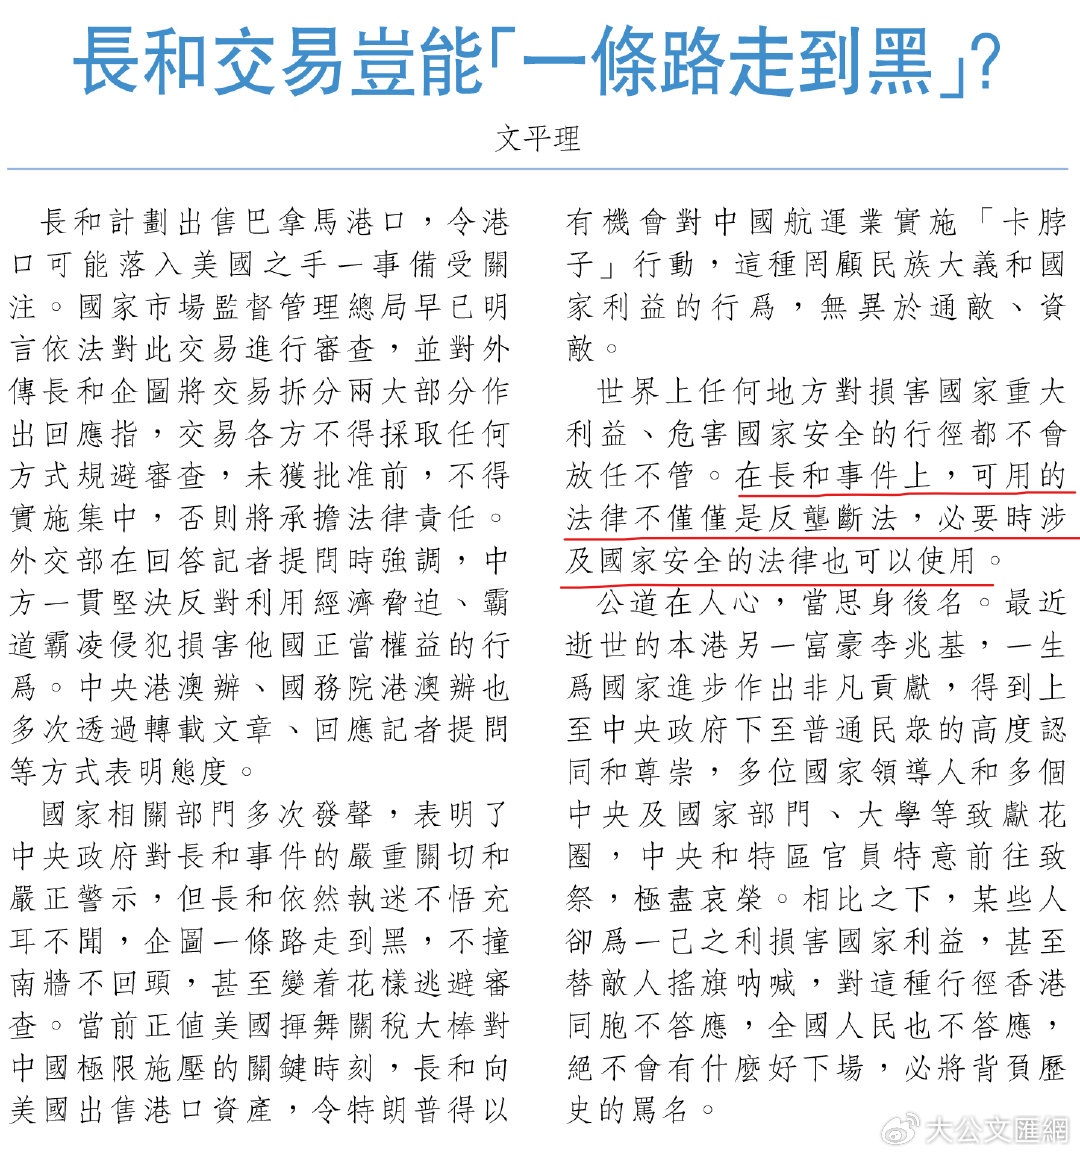 長和交易豈能「一條路走到黑」?
文平理
長和計劃出售巴拿馬港口，令港
口可能落入美國之手一事備受關
注。國家市場監督管理總局早已明
言依法對此交易進行審查，並對外
傳長和企圖將交易拆分兩大部分作
出回應指，交易各方不得採取任何
方式規避審查，未獲批准前，不得
實施集中，否則將承擔法律責任。
外交部在回答記者提問時強調，中
方一貫堅決反對利用經濟脅迫、霸
道霸凌侵犯損害他國正當權益的行
爲。中央港澳辦、國務院港澳辦也
多次透過轉載文章、回應記者提問
等方式表明態度。
國家相關部門多次發聲，表明了
中央政府對長和事件的嚴重關切和
嚴正警示，但長和依然執迷不悟充
耳不聞，企圖一條路走到黑，不撞
南牆不回頭，甚至變着花樣逃避審
查。當前正值美國揮舞關稅大棒對
中國極限施壓的關鍵時刻，長和向
美國出售港口資產，令特朗普得以
有機會對中國航運業實施「卡脖
子」行動，這種罔顧民族大義和國
家利益的行爲，無異於通敵、資
敵。
世界上任何地方對損害國家重大
利益、危害國家安全的行徑都不會
放任不管。在長和事件上，可用的
法律不僅僅是反壟斷法，必要時涉
及國家安全的法律也可以使用。
公道在人心，當思身後名。最近
逝世的本港另一富豪李兆基，一生
爲國家進步作出非凡貢獻，得到上
至中央政府下至普通民衆的高度認
同和尊崇，多位國家領導人和多個
中央及國家部門、大學等致獻花
圈，中央和特區官員特意前往致
祭，極盡哀榮。相比之下，某些人
卻爲一己之利損害國家利益，甚至
替敵人搖旗吶喊，對這種行徑香港
同胞不答應，全國人民也不答應，
絕不會有什麼好下場，必將背負歷
史的罵名。
大公文匯網